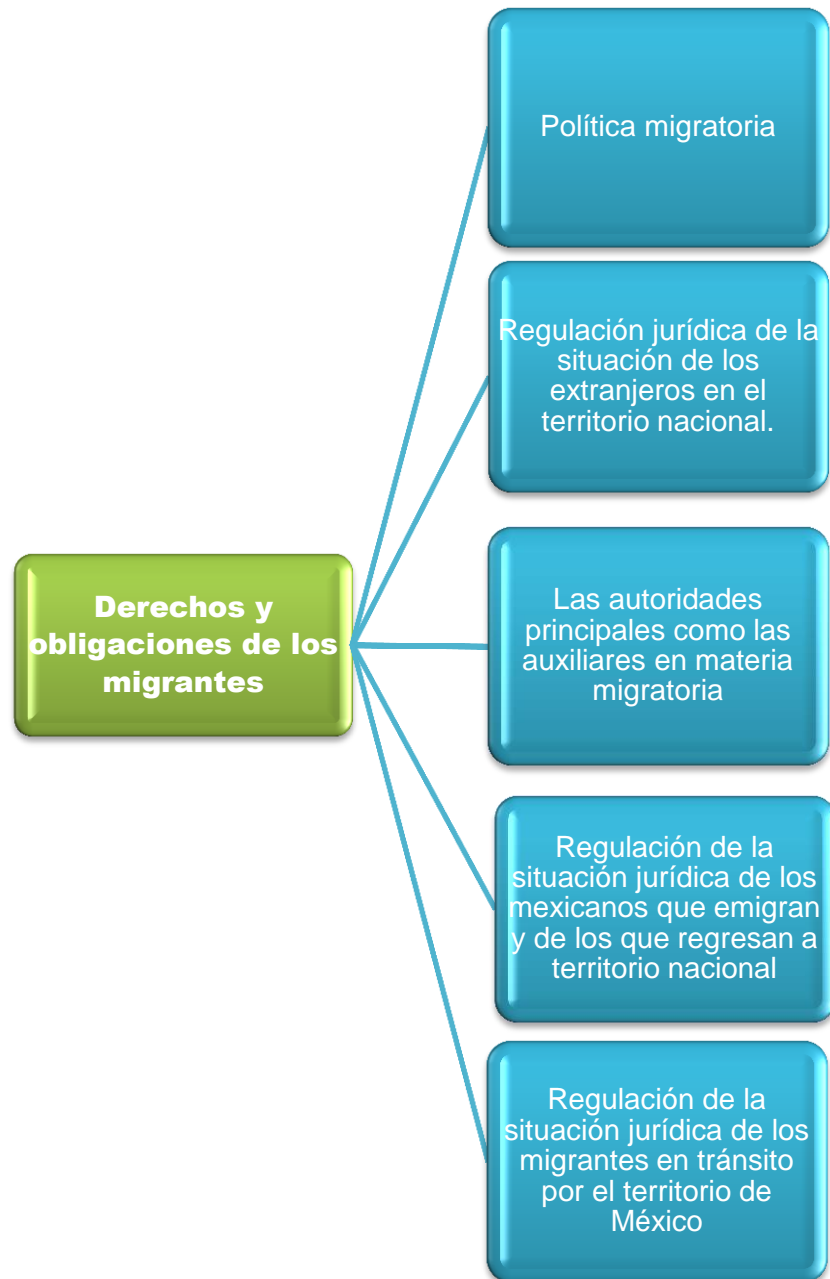 Política migratoria
Regulación jurídica de la
situación de los
extranjeros en el
territorio nacional.
Derechos y
obligaciones de los
migrantes
Las autoridades
principales como las
auxiliares en materia
migratoria
Regulación de la
situación jurídica de los
mexicanos que emigran
y de los que regresan a
territorio nacional
Regulación de la
situación jurídica de los
migrantes en tránsito
por el territorio de
México